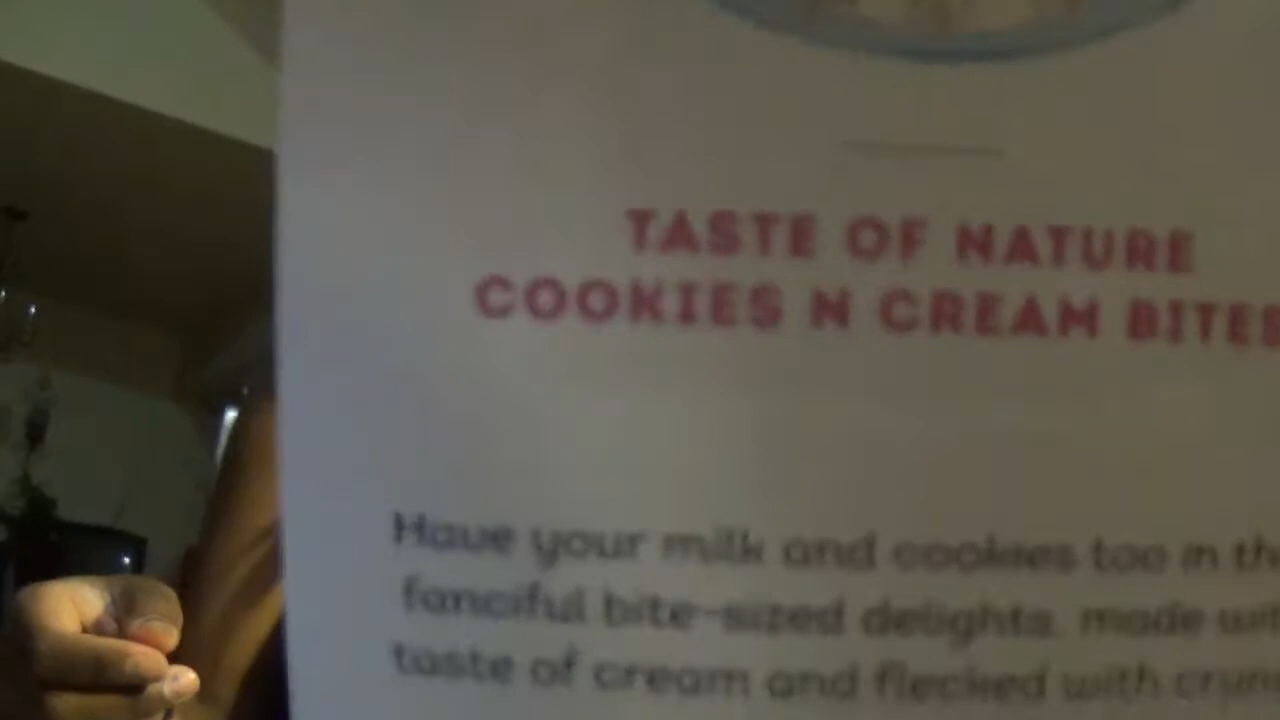 TASTE OF NATURE
COOKIES N CREAM BITES
Have your milk and cookies too in
fanciful bite-sized delights, made
taste of cream and flecked with